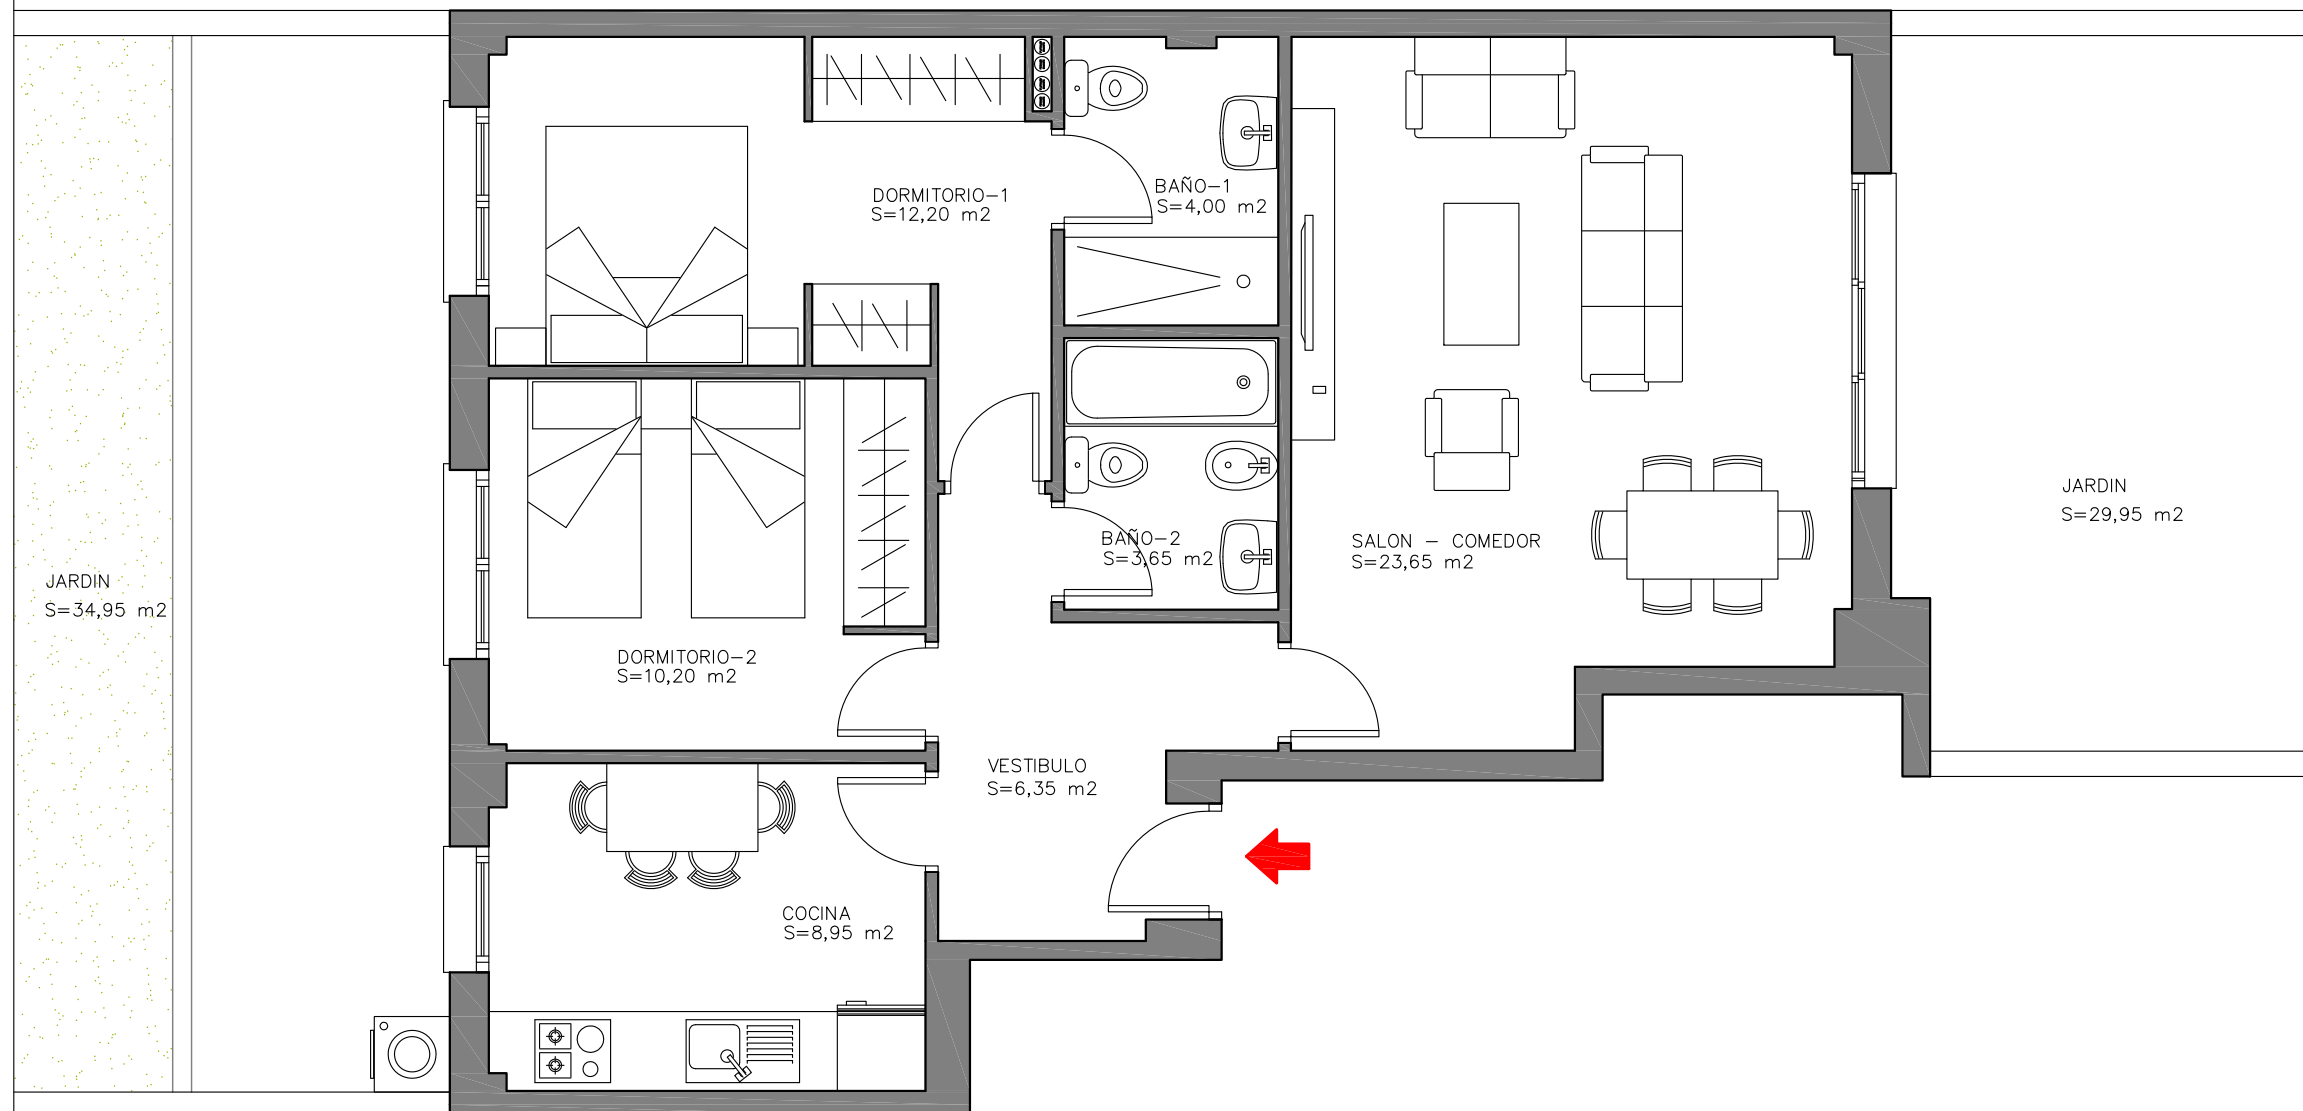 DORMITORIO-1
S=12,20 m2
BAÑO-1
S=4,00 m2
JARDIN
S=29,95 m2
SALON - COMEDOR
S=23,65 m2
BAÑO-2
S=3,65 m2
JARDIN
S=34,95 m2
DORMITORIO-2
S=10,20 m2
VESTIBULO
S=6,35 m2
COCINA
S=8,95 m2